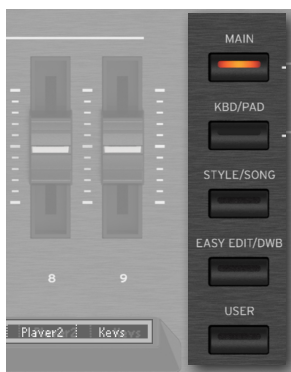 MAIN
KBD/PAD
STYLE/SONG
EASY EDIT/DWB
8 9
USER
Player2 Keys